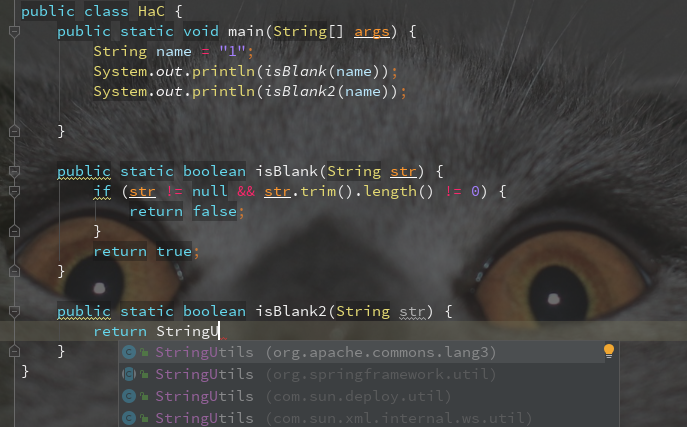 public class HaC {
public static void main(String[] args) {
String name = "1";
System.out.println(isBlank(name));
System.out.println(isBlank2(name));
}
public static boolean isBlank(String str) {
if (str != null && str.trim().length() != 0) {
return false;
}
return true;
}
public static boolean isBlank2(String str) {
return StringU
}
}
StringUtils (org.apache.commons.lang3)
StringUtils (org.springframework.util)
StringUtils (com.sun.deploy.util)
StringUtils (com.sun.xml.internal.ws.util)